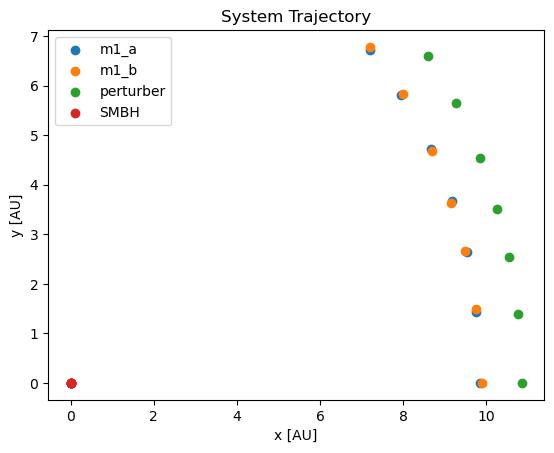 System Trajectory
m1_a
m1_b
perturber
SMBH
y [AU]
7
6
5
4
3
2
1
0
0 2 4 6 8 10
x [AU]